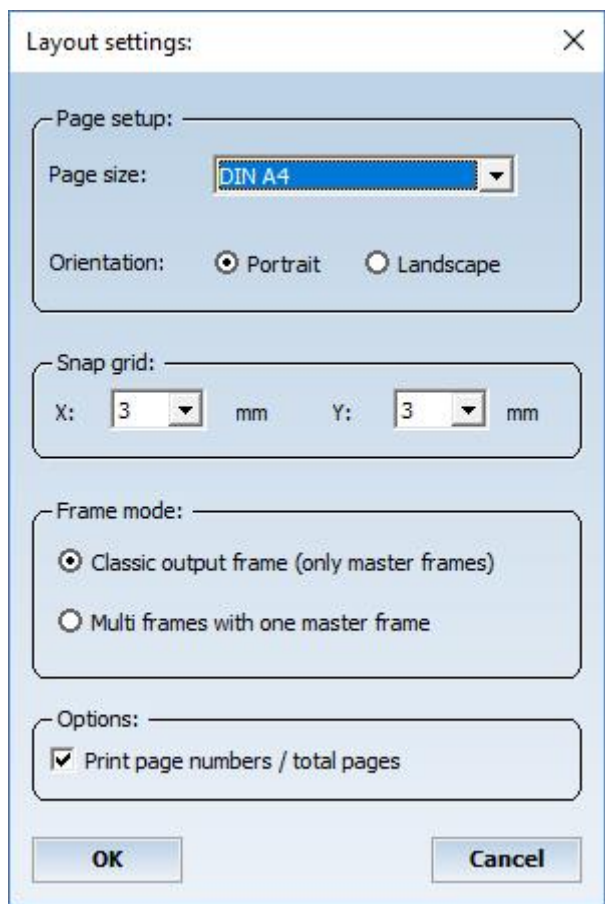 Layout settings:
Page setup:
Page size: DIN A4
Orientation: Portrait Landscape
Snap grid:
X: 3 mm Y: 3 mm
Frame mode:
Classic output frame (only master frames)
Multi frames with one master frame
Options:
Print page numbers / total pages
OK Cancel